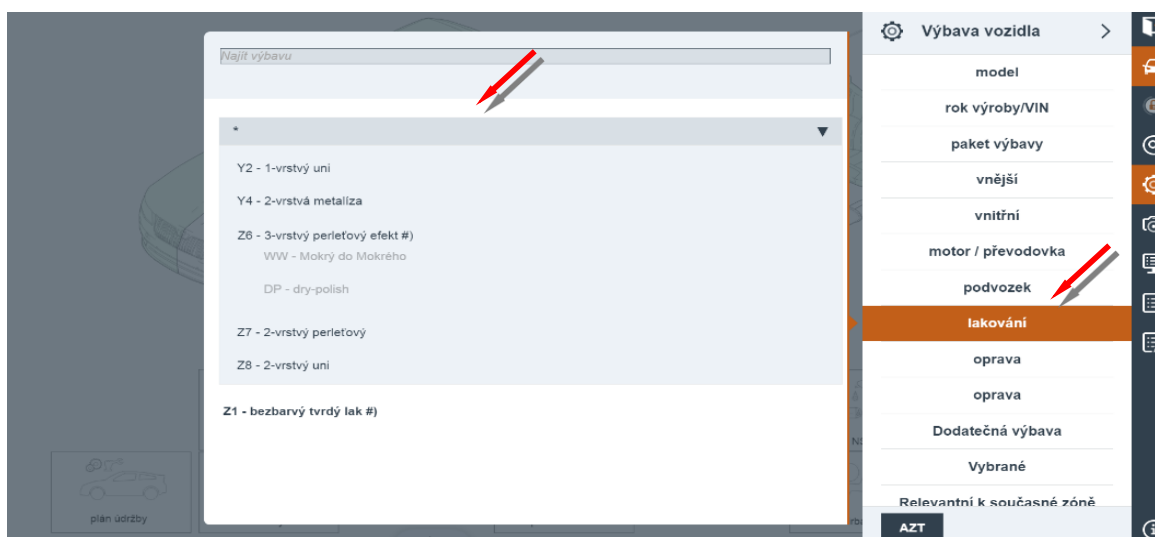 Najít výbavu
*
Y2 - 1-vrstvý uni
Y4 - 2-vrstvá metalíza
Z6 - 3-vrstvý perleťový efekt #)
WW - Mokrý do Mokrého
DP - dry-polish
Z7 - 2-vrstvý perleťový
Z8 - 2-vrstvý uni
Z1 - bezbarvý tvrdý lak #)
plán údržby
Výbava vozidla
model
rok výroby/VIN
paket výbavy
vnější
vnitřní
motor / převodovka
podvozek
lakování
oprava
oprava
Dodatečná výbava
Vybrané
Relevantní k současné zóně
AZT